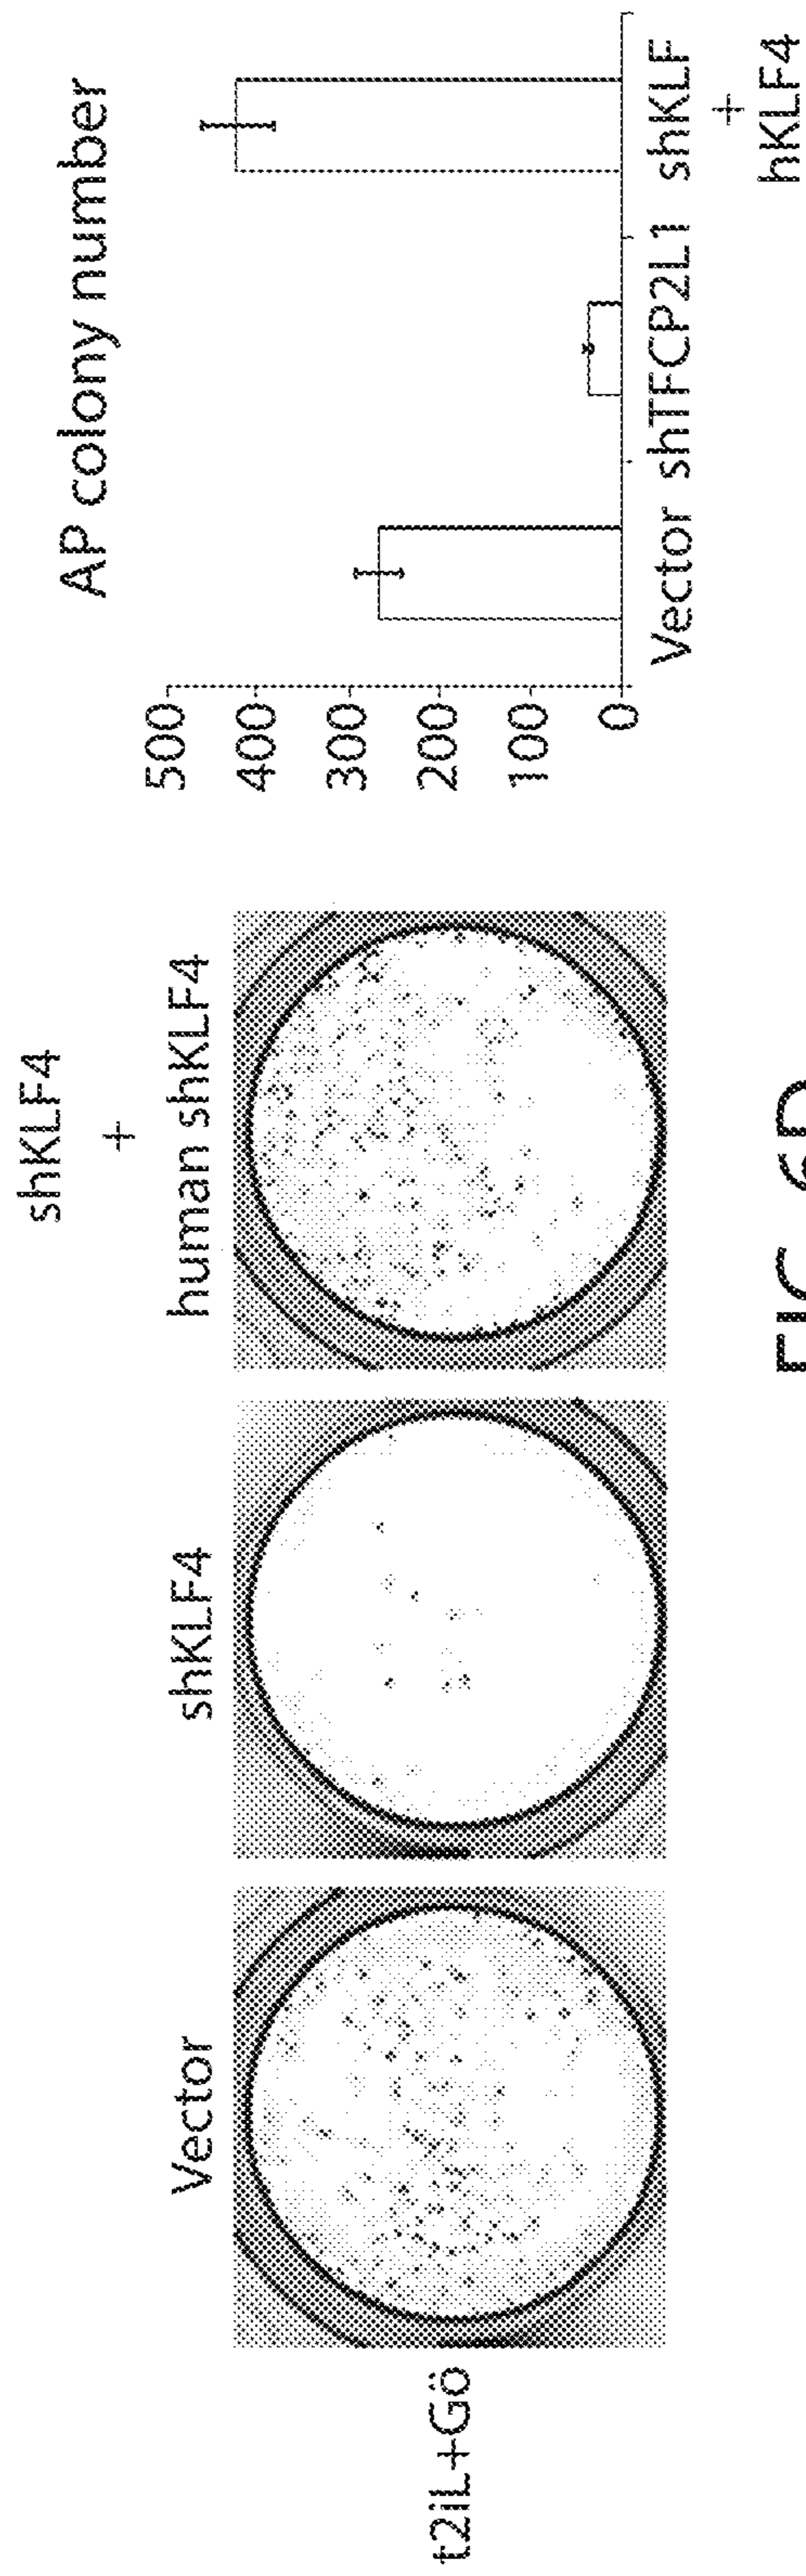 shKLF4
+
Vector shKLF4 human shKLF4
t2iL+Gö
AP colony number
500
400
300
200
100
0
Vector shTFCP2L1 shKLF
+
hKLF4